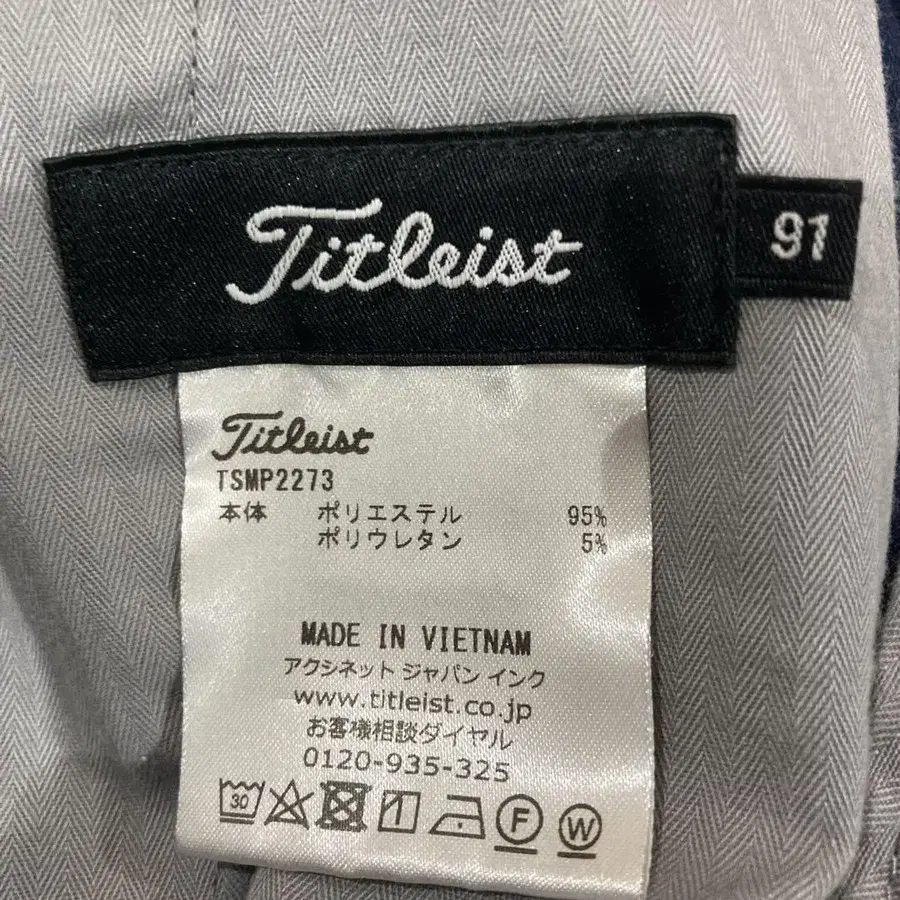 Titleist
91
Titleist
TSMP2273
本体 ポリエステル 95%
ポリウレタン 5%
MADE IN VIETNAM
アクシネット ジャパン インク
www.titleist.co.jp
お客様相談ダイヤル
0120-935-325
30 F W